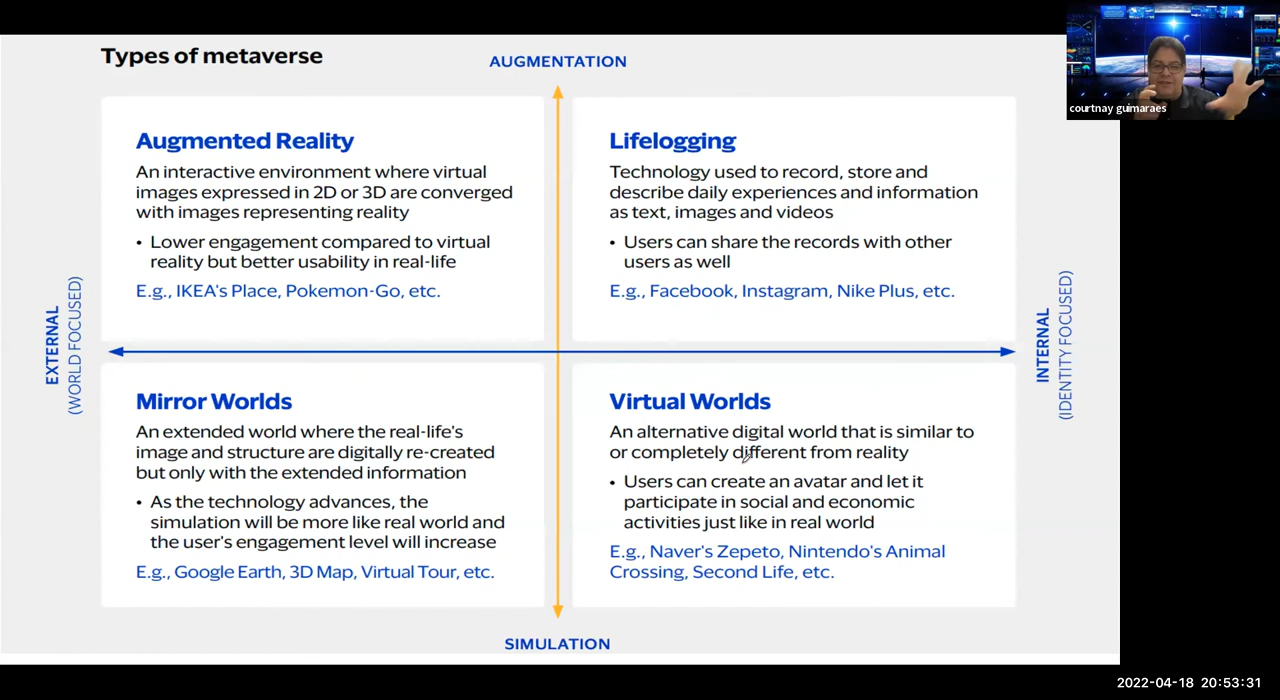 Types of metaverse
AUGMENTATION
courtnay guimaraes
Augmented Reality
An interactive environment where virtual
images expressed in 2D or 3D are converged
with images representing reality
• Lower engagement compared to virtual
reality but better usability in real-life
E.g., IKEA's Place, Pokemon-Go, etc.
Lifelogging
Technology used to record, store and
describe daily experiences and information
as text, images and videos
• Users can share the records with other
users as well
E.g., Facebook, Instagram, Nike Plus, etc.
EXTERNAL
(WORLD FOCUSED)
INTERNAL
(IDENTITY FOCUSED)
Mirror Worlds
An extended world where the real-life's
image and structure are digitally re-created
but only with the extended information
• As the technology advances, the
simulation will be more like real world and
the user's engagement level will increase
E.g., Google Earth, 3D Map, Virtual Tour, etc.
Virtual Worlds
An alternative digital world that is similar to
or completely different from reality
• Users can create an avatar and let it
participate in social and economic
activities just like in real world
E.g., Naver's Zepeto, Nintendo's Animal
Crossing, Second Life, etc.
SIMULATION
2022-04-18 20:53:31